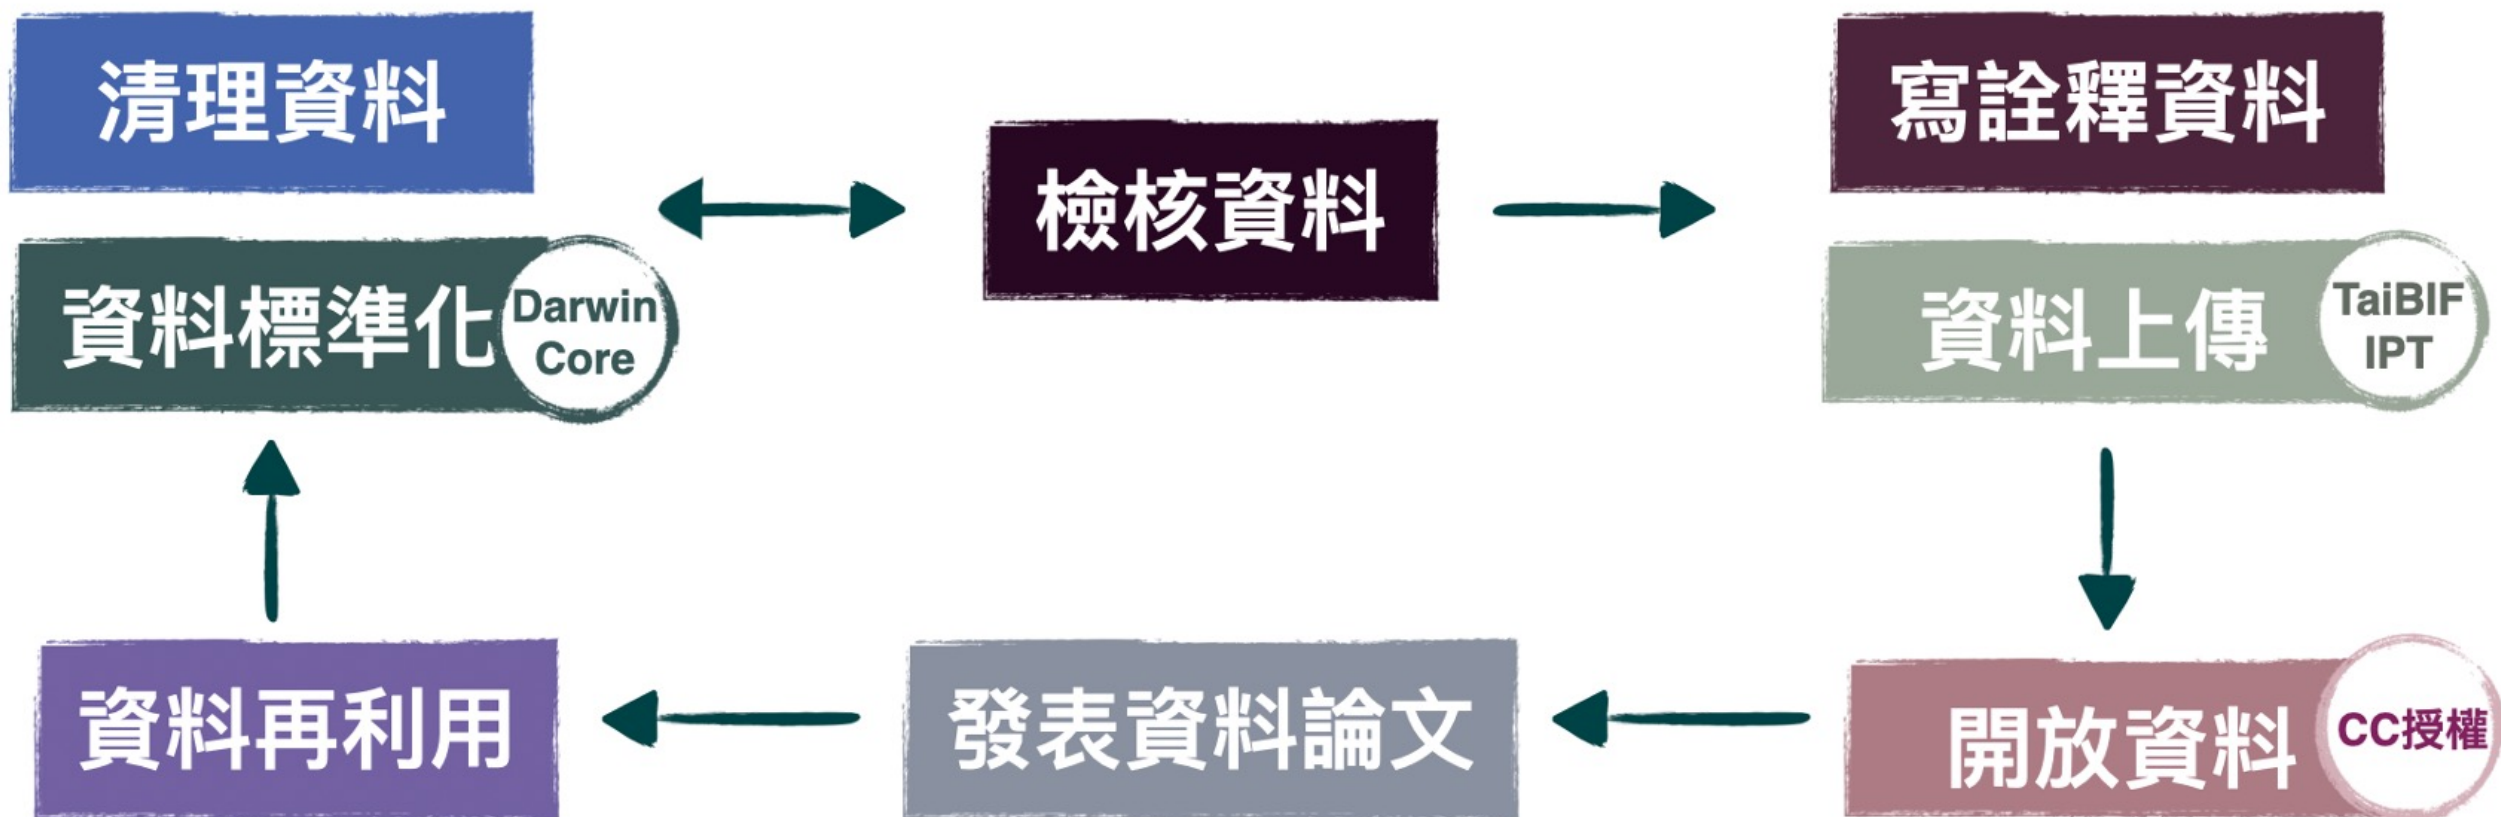 清理資料
資料標準化
Darwin
Core
檢核資料
寫詮釋資料
資料上傳
TaiBIF
IPT
開放資料
CC授權
發表資料論文
資料再利用